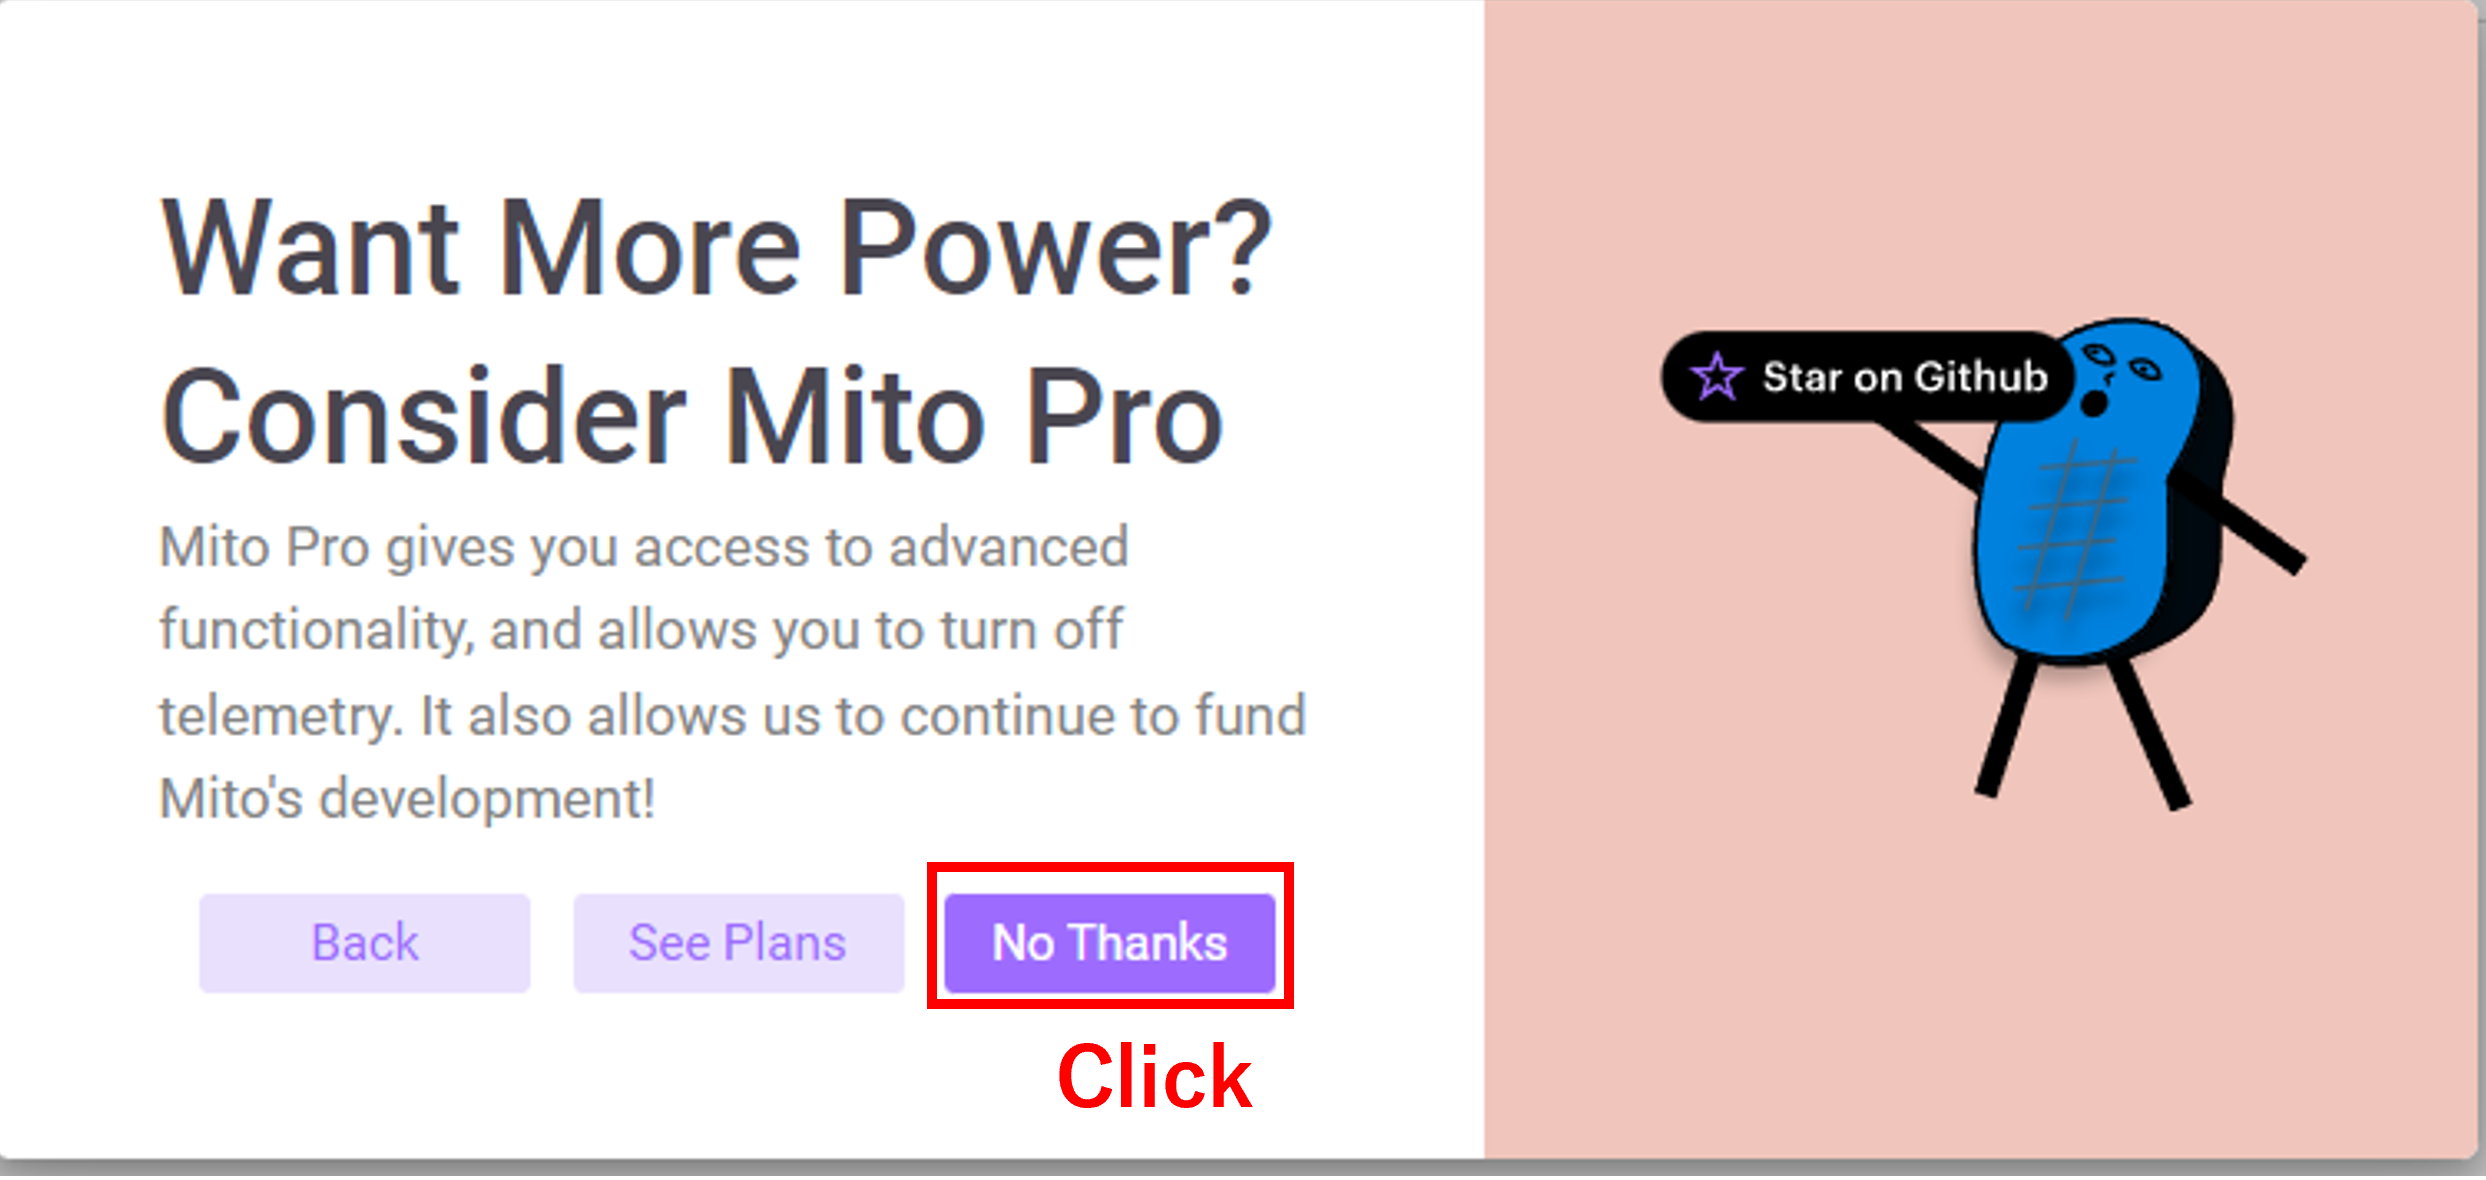 Want More Power?
Consider Mito Pro
Mito Pro gives you access to advanced
functionality, and allows you to turn off
telemetry. It also allows us to continue to fund
Mito's development!
Back
See Plans
No Thanks
Click
Star on Github